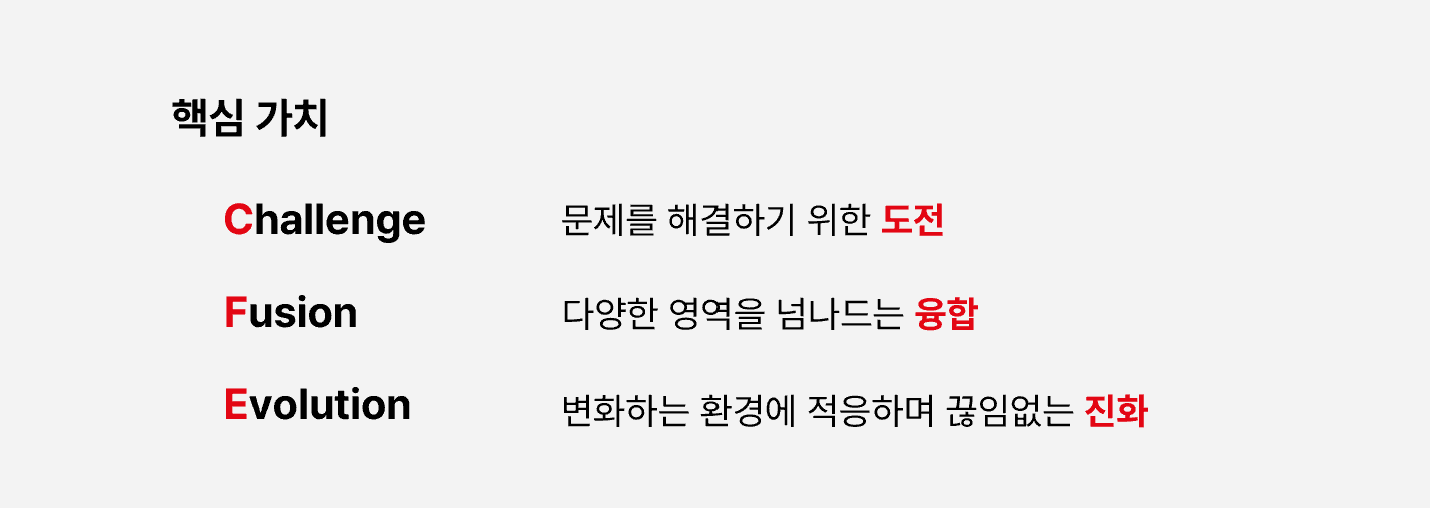 핵심 가치
Challenge 문제를 해결하기 위한 도전
Fusion 다양한 영역을 넘나드는 융합
Evolution 변화하는 환경에 적응하며 끊임없는 진화